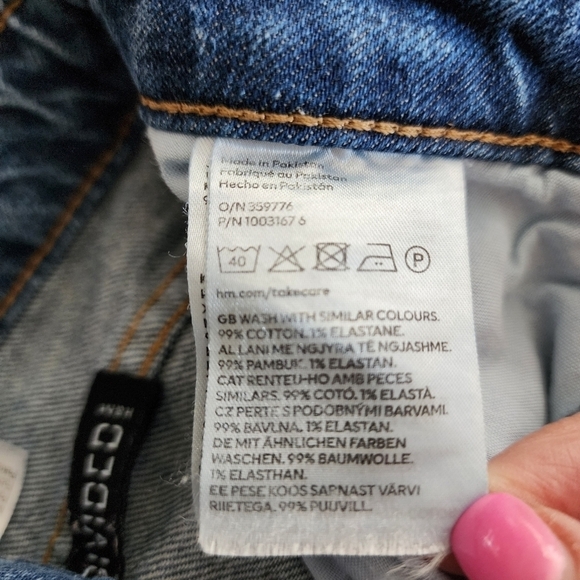 Made in Pakistan
Fabriqué au Pakistan
Hecho en Pakistán
O/N 359776
P/N 1003167 6
40
P
hm.com/takecare
GB WASH WITH SIMILAR COLOURS.
99% COTTON. 1% ELASTANE.
AL LANI ME NGJYRA TË NGJASHME.
99% PAMBUK. 1% ELASTAN.
CAT RENTEU-HO AMB PECES
SIMILARS. 99% COTÓ. 1% ELASTÀ.
CZ PERTE S PODOBNÝMI BARVAMI.
99% BAVLNA. 1% ELASTAN.
DE MIT ÄHNLICHEN FARBEN
WASCHEN. 99% BAUMWOLLE.
1% ELASTHAN.
EE PESE KOOS SARNAST VÄRVI
RIIETEGA. 99% PUUVILL.
H&M
DIVIDED